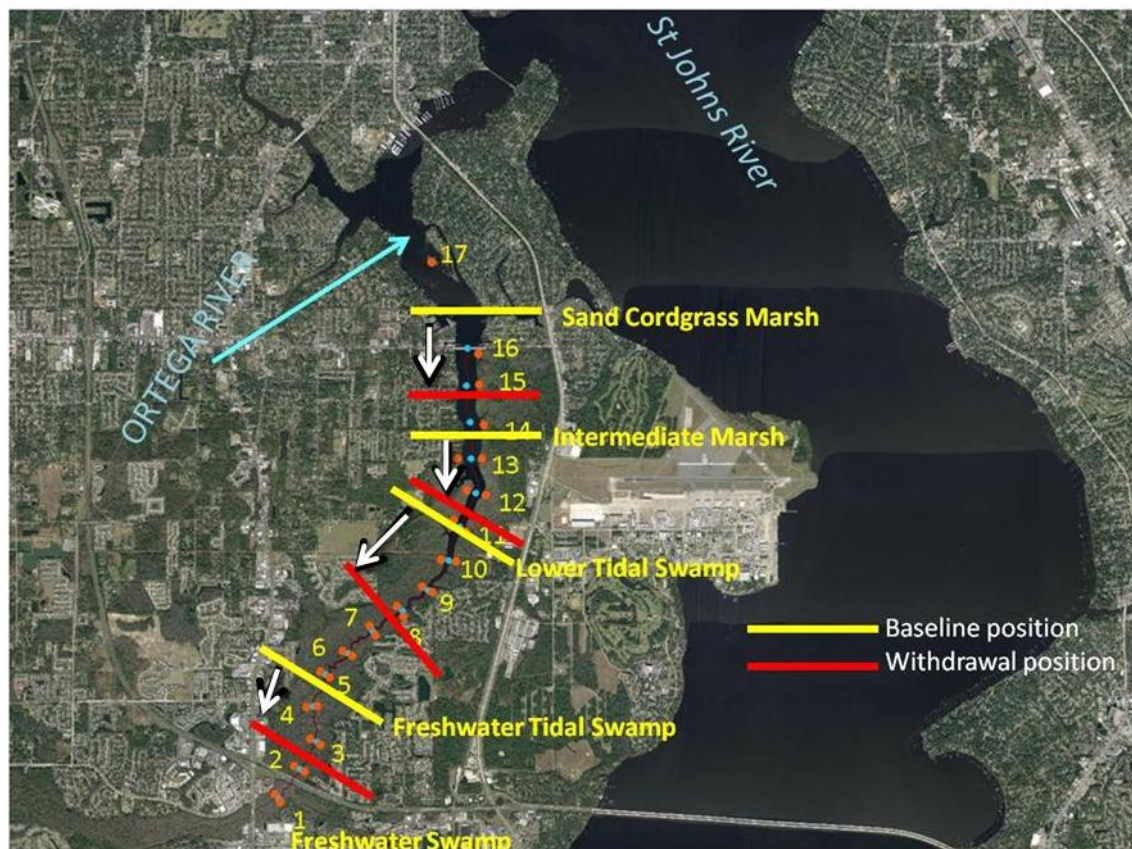 St Johns River
ORTEGA RIVER
17
Sand Cordgrass Marsh
16
15
14
Intermediate Marsh
13
12
11
10
Lower Tidal Swamp
9
7
8
Baseline position
6
Withdrawal position
5
4
Freshwater Tidal Swamp
3
2
1
Freshwater Swamp